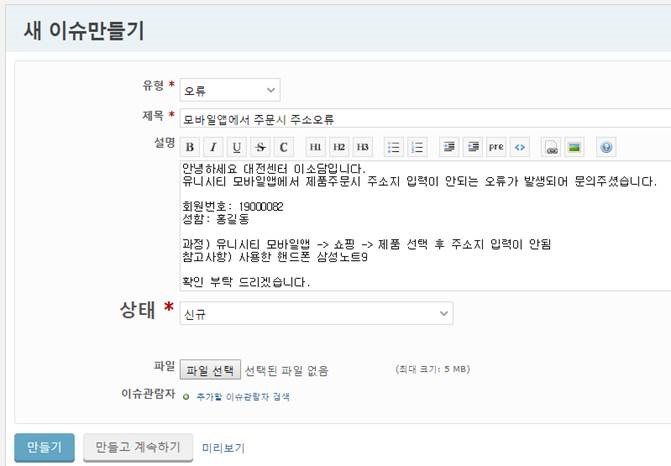 새 이슈만들기
유형 *
오류
제목 *
모바일앱에서 주문시 주소오류
설명
B I U S C H1 H2 H3 pre <>
안녕하세요 대전센터 이소담입니다.
유니시티 모바일앱에서 제품주문시 주소지 입력이 안되는 오류가 발생되어 문의주셨습니다.
회원번호: 19000082
성함: 홍길동
과정) 유니시티 모바일앱 -> 쇼핑 -> 제품 선택 후 주소지 입력이 안됨
참고사항) 사용한 핸드폰 삼성노트9
확인 부탁 드리겠습니다.
상태 *
신규
파일
파일 선택 선택된 파일 없음 (최대 크기: 5 MB)
이슈관람자 추가할 이슈관람자 검색
만들기 만들고 계속하기 미리보기